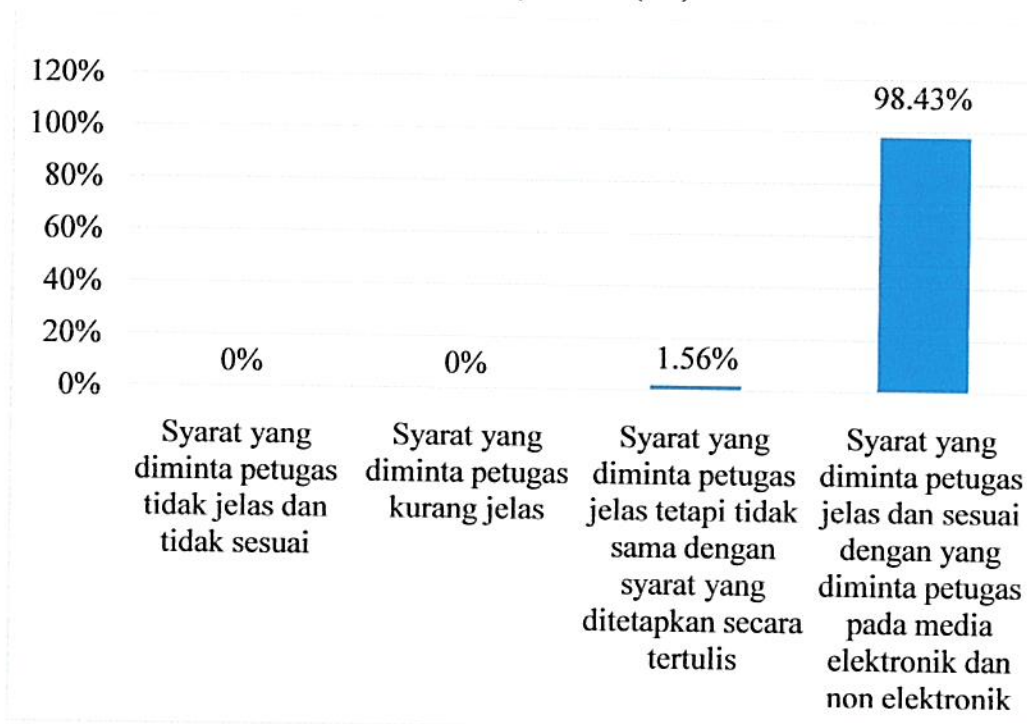 120%
100%
80%
60%
40%
20%
0%
0%
0%
1.56%
98.43%
Syarat yang
diminta petugas
tidak jelas dan
tidak sesuai
Syarat yang
diminta petugas
kurang jelas
Syarat yang
diminta petugas
jelas tetapi tidak
sama dengan
syarat yang
ditetapkan secara
tertulis
Syarat yang
diminta petugas
jelas dan sesuai
dengan yang
diminta petugas
pada media
elektronik dan
non elektronik